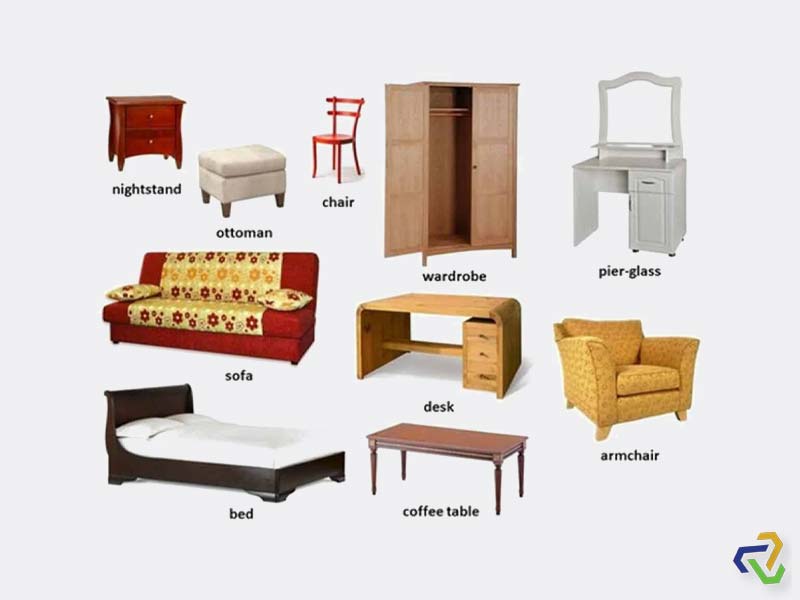 nightstand
ottoman
chair
wardrobe
pier-glass
sofa
desk
armchair
bed
coffee table